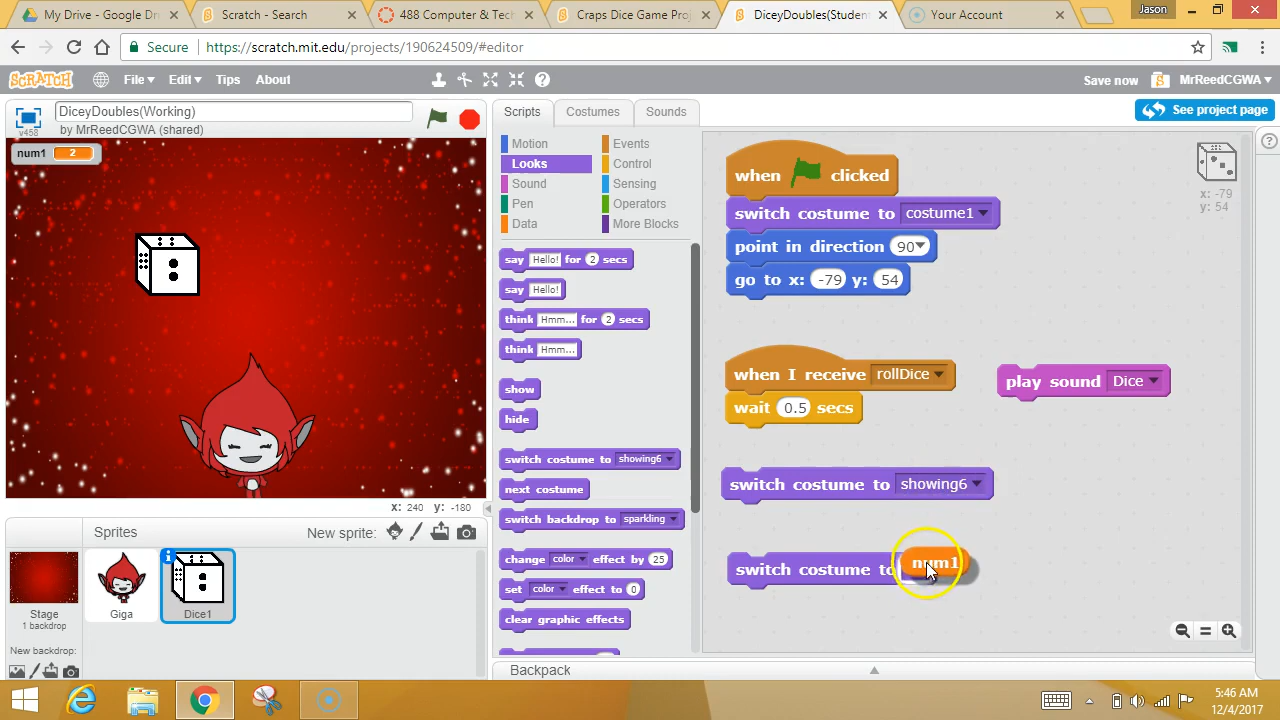 My Drive - Google Dr
Scratch - Search
488 Computer & Tech
Craps Dice Game Proj
DiceyDoubles(Student
Your Account
Jason
Secure
https://scratch.mit.edu/projects/190624509/#editor
SCRATCH
File
Edit
Tips
About
Save now
MrReedCGWA
v458
DiceyDoubles(Working)
by MrReedCGWA (shared)
Scripts
Costumes
Sounds
See project page
num1 2
Motion
Events
Looks
Control
Sound
Sensing
Pen
Operators
Data
More Blocks
say Hello! for 2 secs
say Hello!
think Hmm... for 2 secs
think Hmm...
show
hide
switch costume to showing6
next costume
switch backdrop to sparkling
change color effect by 25
set color effect to 0
clear graphic effects
when clicked
switch costume to costume1
point in direction 90
go to x: -79 y: 54
x: -79
y: 54
when I receive rollDice
wait 0.5 secs
play sound Dice
switch costume to showing6
switch costume to num1
x: 240 y: -180
Sprites
New sprite:
Stage
1 backdrop
New backdrop:
Giga
Dice1
Backpack
5:46 AM
12/4/2017